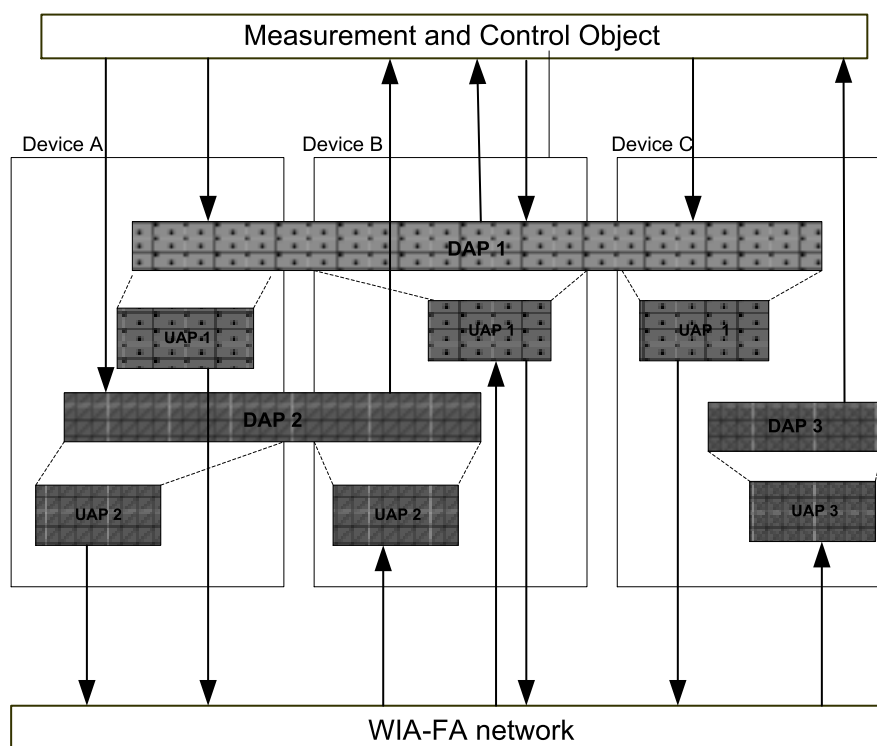 Measurement and Control Object
Device A
Device B
Device C
DAP 1
UAP 1
UAP 1
UAP 1
DAP 2
DAP 3
UAP 2
UAP 2
UAP 3
WIA-FA network